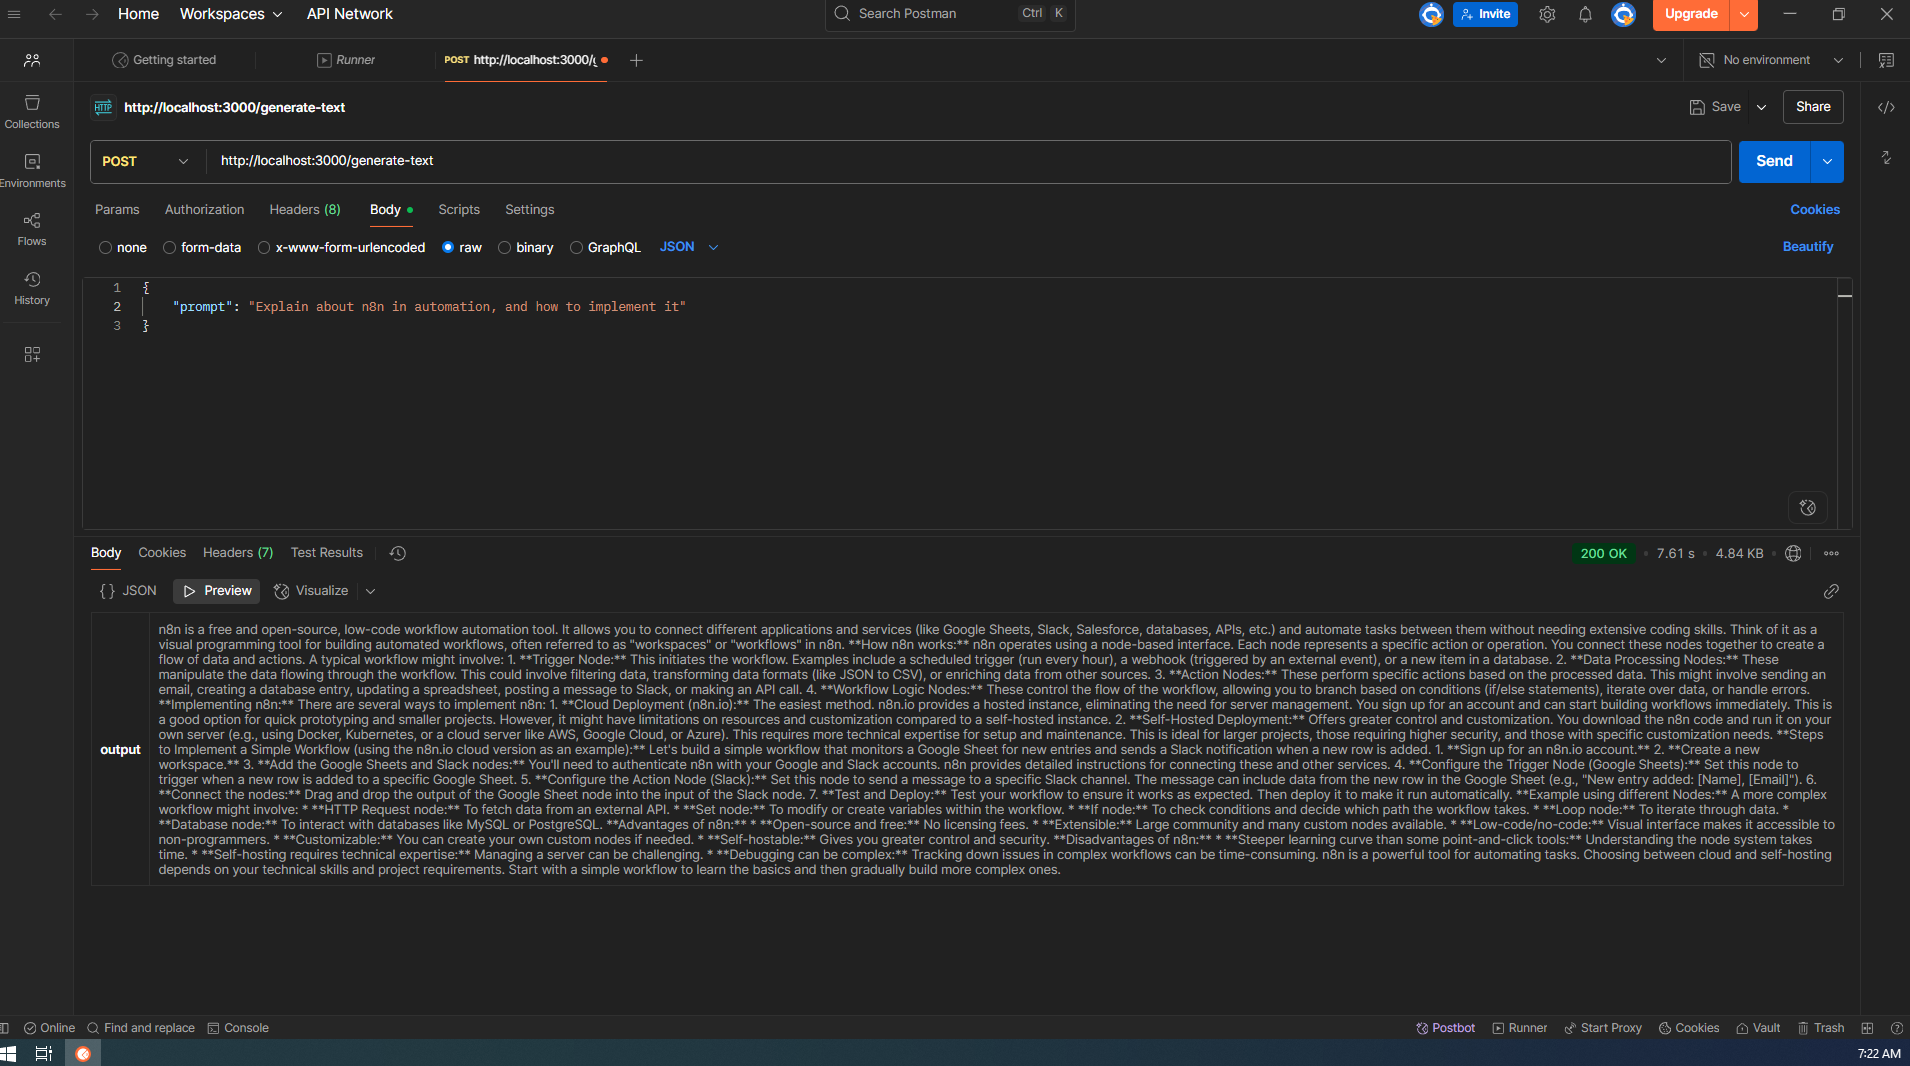 Home Workspaces API Network Search Postman Ctrl K Invite Upgrade
Getting started Runner POST http://localhost:3000/g No environment
HTTP http://localhost:3000/generate-text Save Share
Collections
POST http://localhost:3000/generate-text Send
Environments
Params Authorization Headers (8) Body Scripts Settings Cookies
Flows
none form-data x-www-form-urlencoded raw binary GraphQL JSON Beautify
History
1 {
2 "prompt": "Explain about n8n in automation, and how to implement it"
3 }
Body Cookies Headers (7) Test Results 200 OK 7.61 s 4.84 KB
{} JSON Preview Visualize
output
n8n is a free and open-source, low-code workflow automation tool. It allows you to connect different applications and services (like Google Sheets, Slack, Salesforce, databases, APIs, etc.) and automate tasks between them without needing extensive coding skills. Think of it as a
visual programming tool for building automated workflows, often referred to as "workspaces" or "workflows" in n8n. **How n8n works:** n8n operates using a node-based interface. Each node represents a specific action or operation. You connect these nodes together to create a
flow of data and actions. A typical workflow might involve: 1. **Trigger Node:** This initiates the workflow. Examples include a scheduled trigger (run every hour), a webhook (triggered by an external event), or a new item in a database. 2. **Data Processing Nodes:** These
manipulate the data flowing through the workflow. This could involve filtering data, transforming data formats (like JSON to CSV), or enriching data from other sources. 3. **Action Nodes:** These perform specific actions based on the processed data. This might involve sending an
email, creating a database entry, updating a spreadsheet, posting a message to Slack, or making an API call. 4. **Workflow Logic Nodes:** These control the flow of the workflow, allowing you to branch based on conditions (if/else statements), iterate over data, or handle errors.
**Implementing n8n:** There are several ways to implement n8n: 1. **Cloud Deployment (n8n.io):** The easiest method. n8n.io provides a hosted instance, eliminating the need for server management. You sign up for an account and can start building workflows immediately. This is
a good option for quick prototyping and smaller projects. However, it might have limitations on resources and customization compared to a self-hosted instance. 2. **Self-Hosted Deployment:** Offers greater control and customization. You download the n8n code and run it on your
own server (e.g., using Docker, Kubernetes, or a cloud server like AWS, Google Cloud, or Azure). This requires more technical expertise for setup and maintenance. This is ideal for larger projects, those requiring higher security, and those with specific customization needs. **Steps
to Implement a Simple Workflow (using the n8n.io cloud version as an example):** Let's build a simple workflow that monitors a Google Sheet for new entries and sends a Slack notification when a new row is added. 1. **Sign up for an n8n.io account.** 2. **Create a new
workspace.** 3. **Add the Google Sheets and Slack nodes:** You'll need to authenticate n8n with your Google and Slack accounts. n8n provides detailed instructions for connecting these and other services. 4. **Configure the Trigger Node (Google Sheets):** Set this node to
trigger when a new row is added to a specific Google Sheet. 5. **Configure the Action Node (Slack):** Set this node to send a message to a specific Slack channel. The message can include data from the new row in the Google Sheet (e.g., "New entry added: [Name], [Email]"). 6.
**Connect the nodes:** Drag and drop the output of the Google Sheet node into the input of the Slack node. 7. **Test and Deploy:** Test your workflow to ensure it works as expected. Then deploy it to make it run automatically. **Example using different Nodes:** A more complex
workflow might involve: * **HTTP Request node:** To fetch data from an external API. * **Set node:** To modify or create variables within the workflow. * **If node:** To check conditions and decide which path the workflow takes. * **Loop node:** To iterate through data. *
**Database node:** To interact with databases like MySQL or PostgreSQL. **Advantages of n8n:** * **Open-source and free:** No licensing fees. * **Extensible:** Large community and many custom nodes available. * **Low-code/no-code:** Visual interface makes it accessible to
non-programmers. * **Customizable:** You can create your own custom nodes if needed. * **Self-hostable:** Gives you greater control and security. **Disadvantages of n8n:** * **Steeper learning curve than some point-and-click tools:** Understanding the node system takes
time. * **Self-hosting requires technical expertise:** Managing a server can be challenging. * **Debugging can be complex:** Tracking down issues in complex workflows can be time-consuming. n8n is a powerful tool for automating tasks. Choosing between cloud and self-hosting
depends on your technical skills and project requirements. Start with a simple workflow to learn the basics and then gradually build more complex ones.
Online Find and replace Console Postbot Runner Start Proxy Cookies Vault Trash
7:22 AM